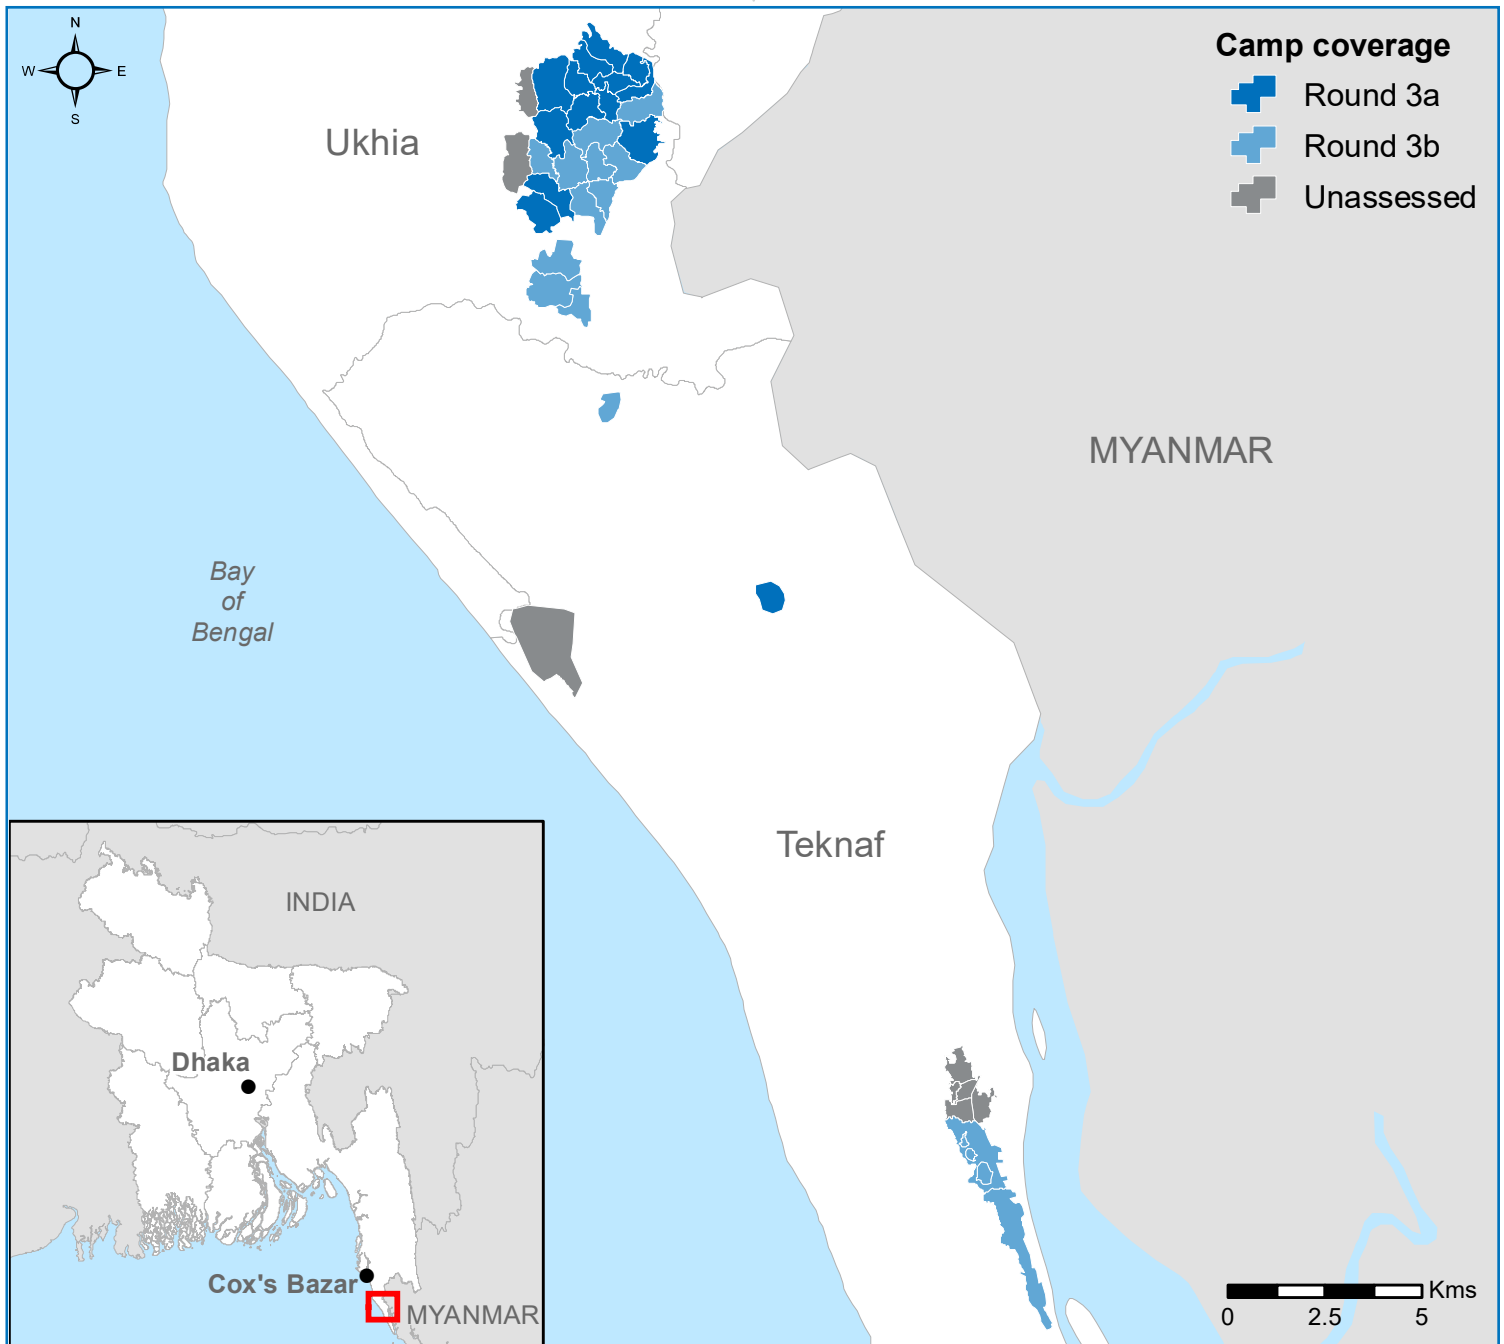 N
W E
S
Camp coverage
Round 3a
Round 3b
Unassessed
Ukhia
MYANMAR
Bay
of
Bengal
Teknaf
INDIA
Dhaka
Cox's Bazar
MYANMAR
Kms
0 2.5 5